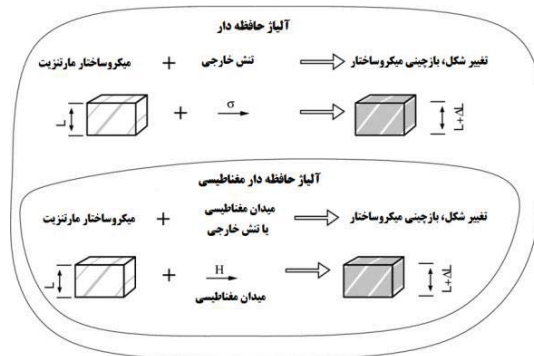 آلیاژ حافظه دار
میکروساختار مارتنزیت + تنش خارجی ⇒ تغییر شکل، بازچینی میکروساختار
L + σ ⇒ L+ΔL
آلیاژ حافظه دار مغناطیسی
میکروساختار مارتنزیت + میدان مغناطیسی یا تنش خارجی ⇒ تغییر شکل، بازچینی میکروساختار
L + H ⇒ L+ΔL
میدان مغناطیسی